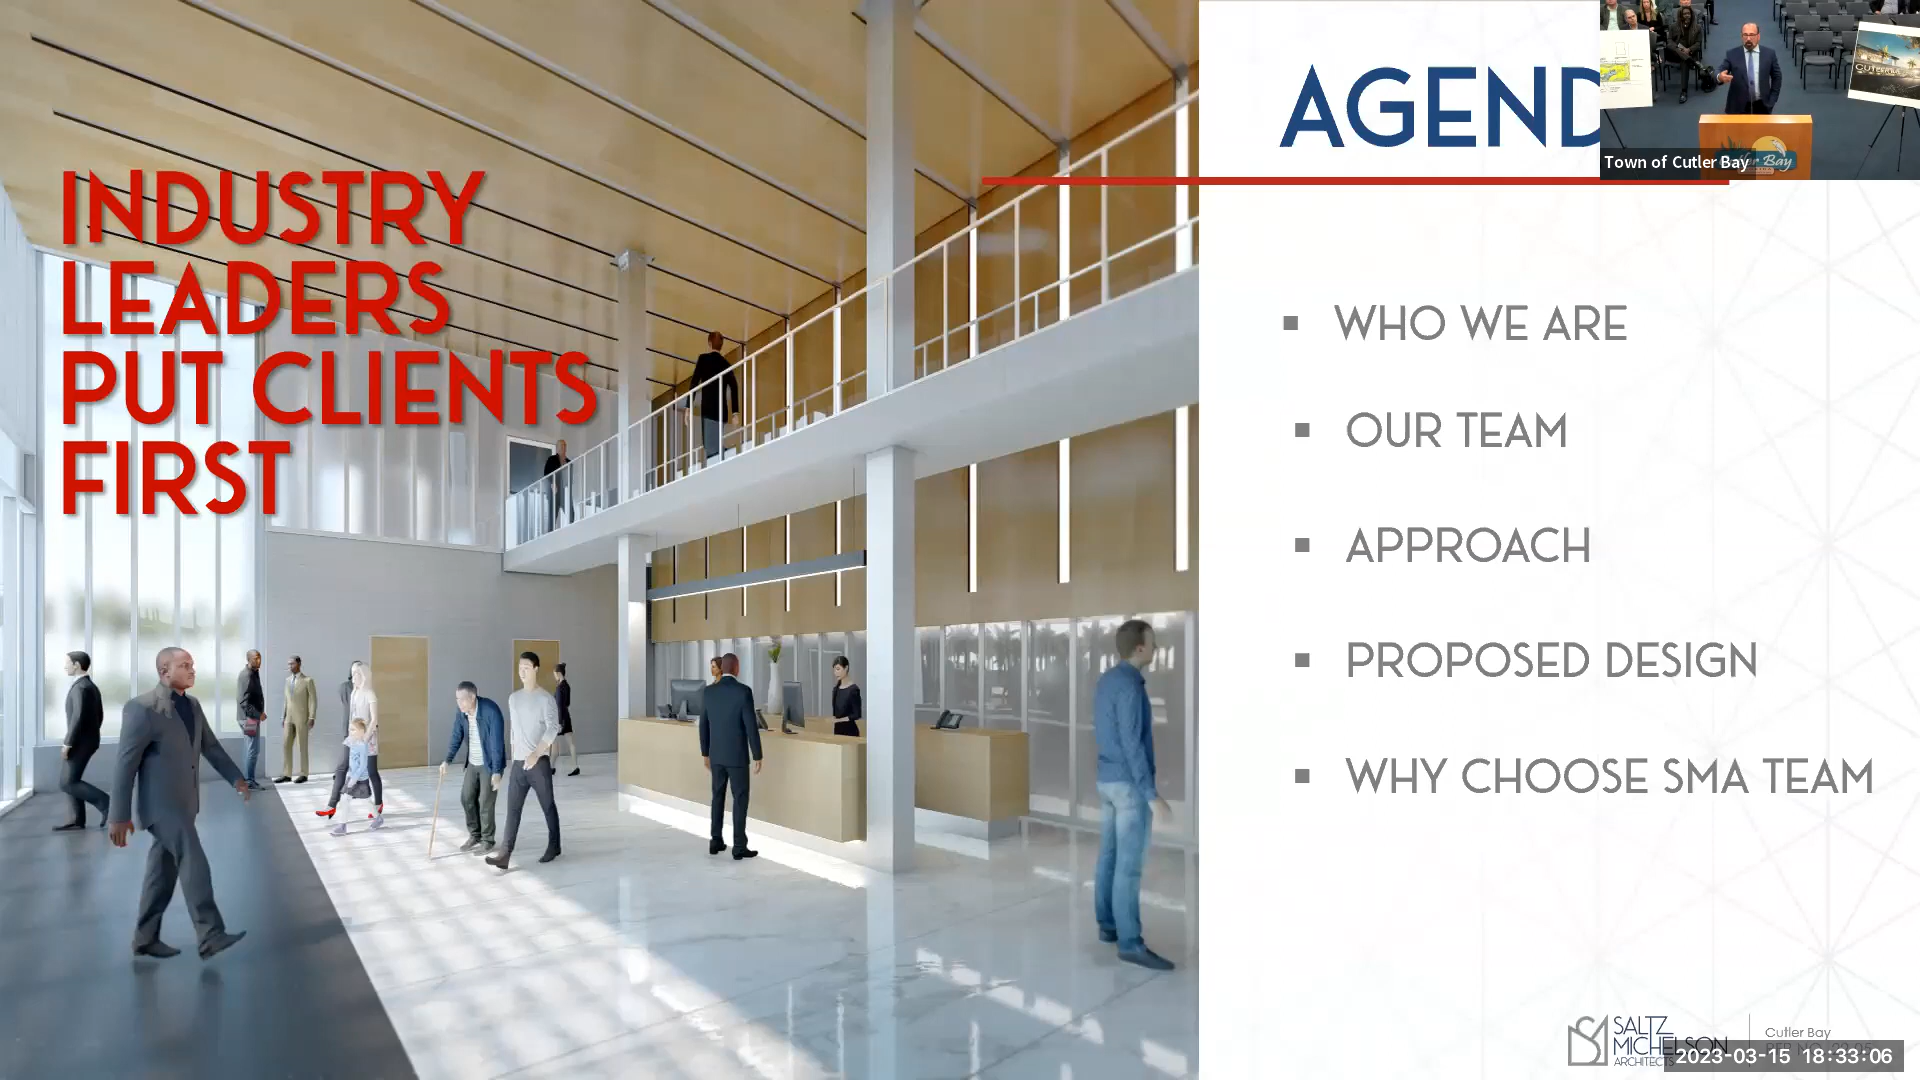 INDUSTRY
LEADERS
PUT CLIENTS
FIRST
AGEND
Town of Cutler Bay
WHO WE ARE
OUR TEAM
APPROACH
PROPOSED DESIGN
WHY CHOOSE SMA TEAM
SALTZ
MICHELSON
ARCHITECTS
Cutler Bay
2023-03-15 18:33:06